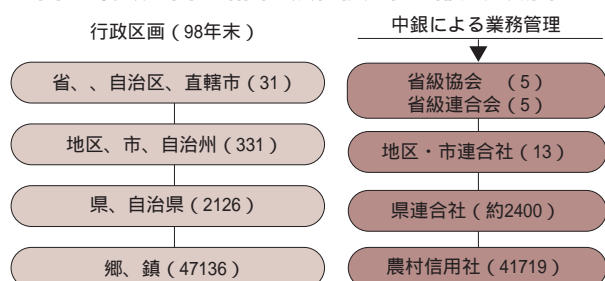 行政区画（98年末）
省、、自治区、直轄市（31）
地区、市、自治州（331）
県、自治県（2126）
郷、鎮（47136）
中銀による業務管理
省級協会　（5）
省級連合会（5）
地区・市連合社（13）
県連合社（約2400）
農村信用社（41719）